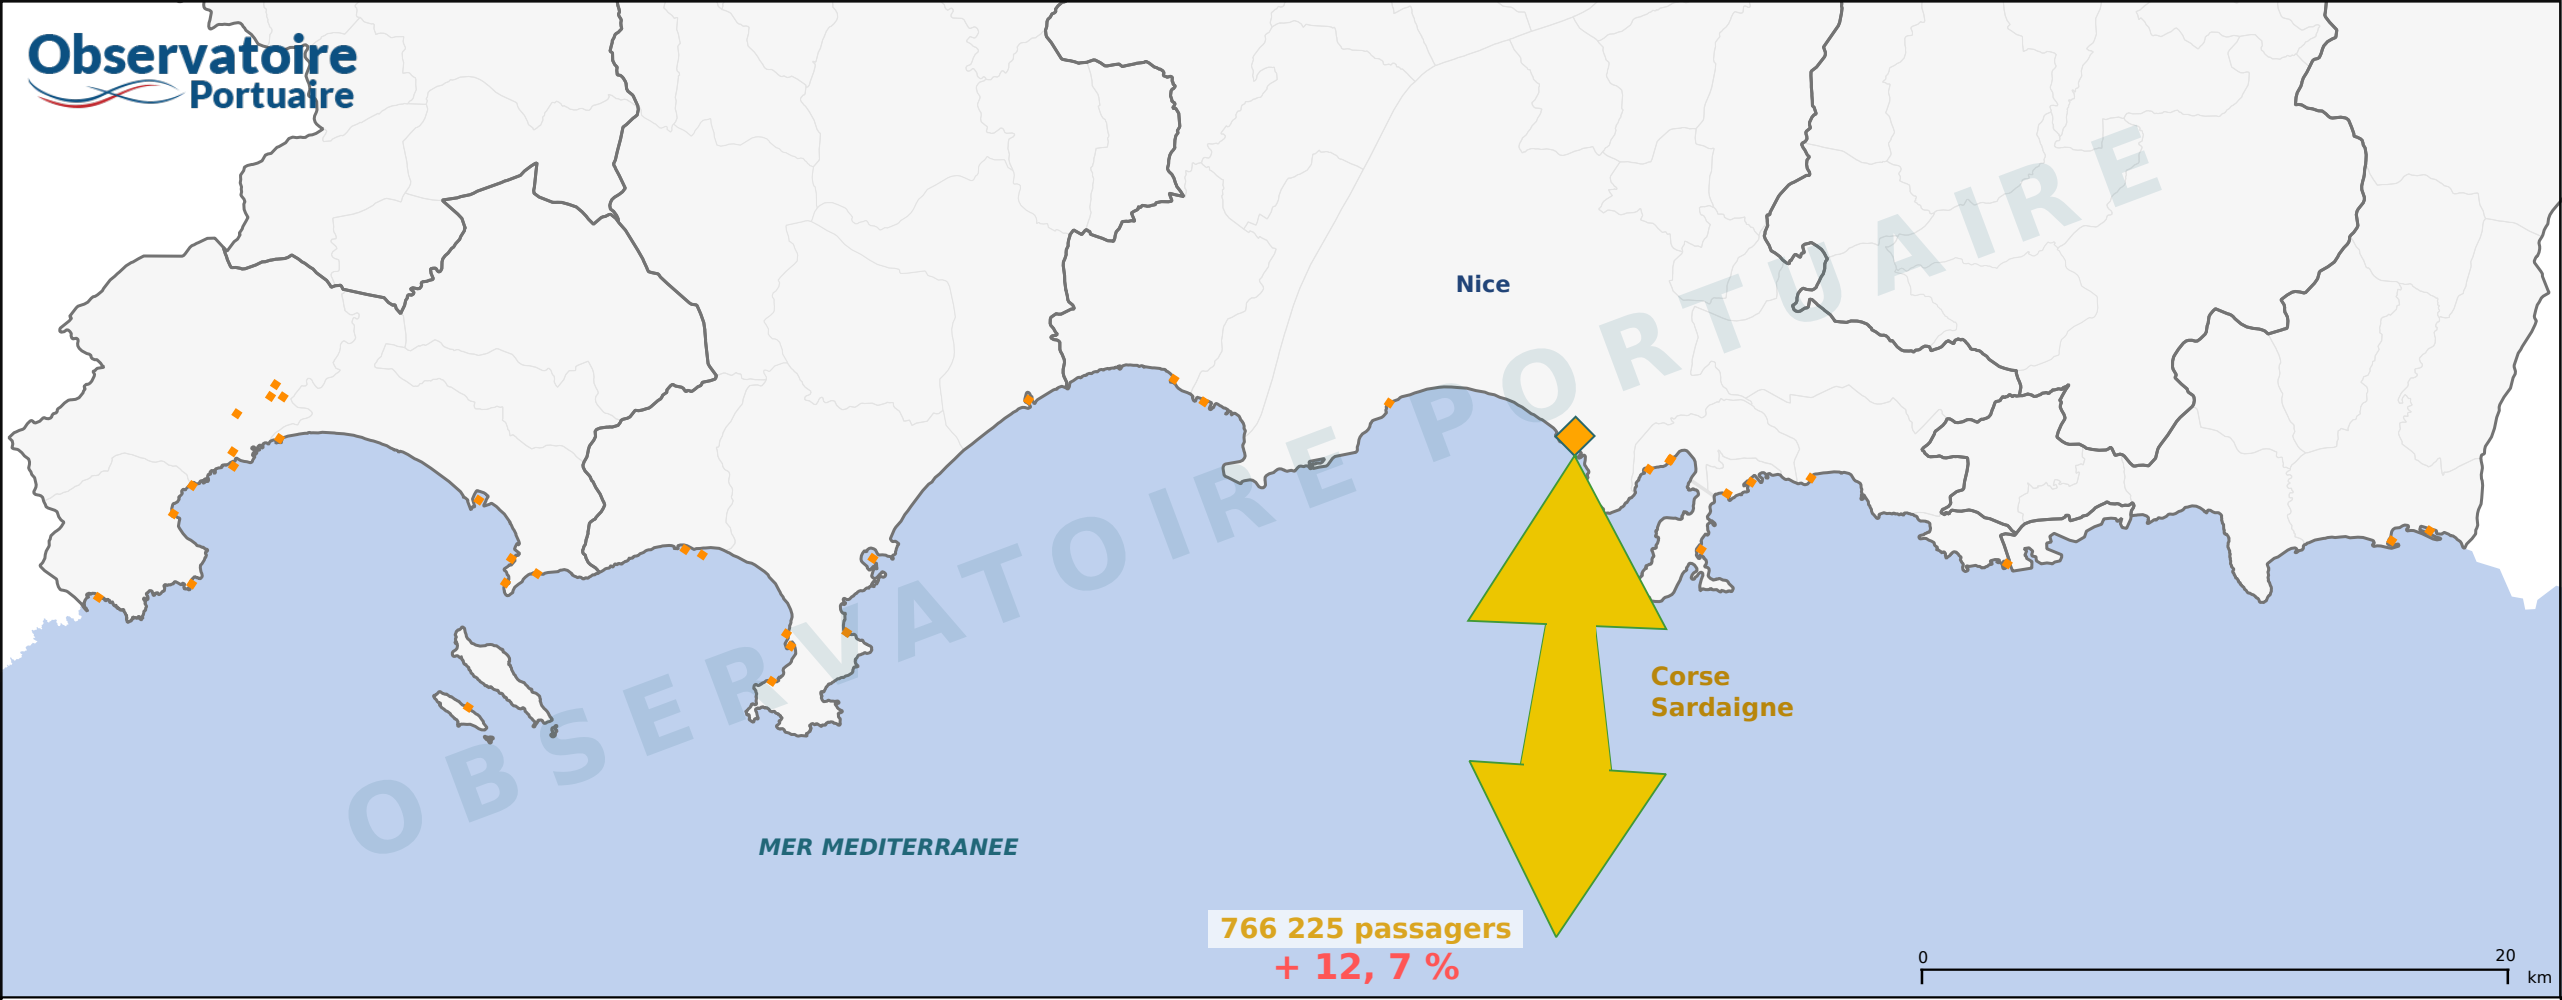 Observatoire
Portuaire
Nice
OBSERVATOIRE PORTUAIRE
Corse
Sardaigne
MER MEDITERRANEE
766 225 passagers
+ 12, 7 %
0 20
km